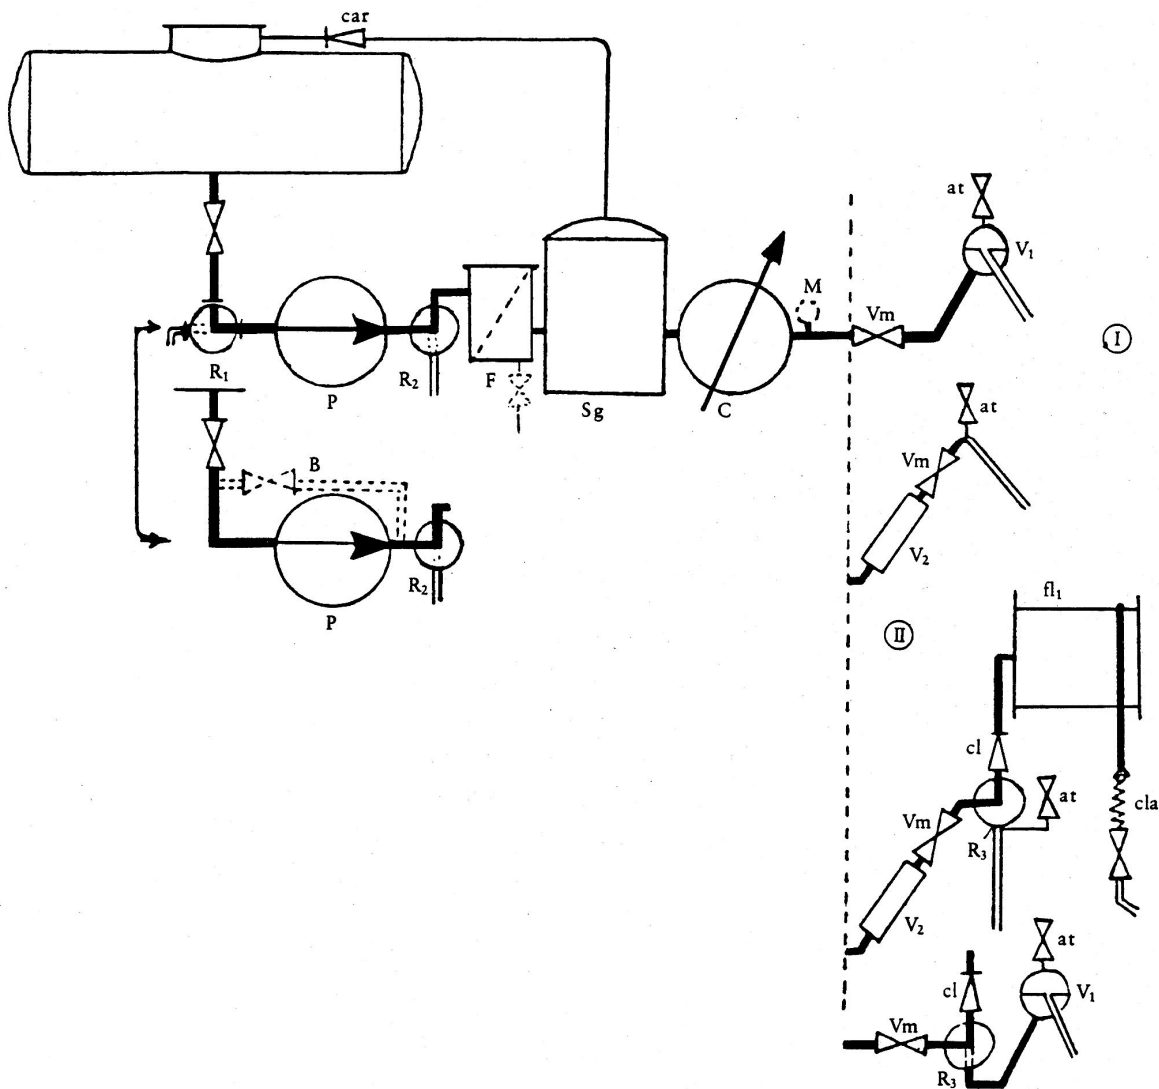 car
at
V1
M
Vm
I
R1
P
R2
F
Sg
C
at
Vm
B
V2
R2
P
fl1
II
cl
at
cla
Vm
R3
V2
at
cl
V1
Vm
R3